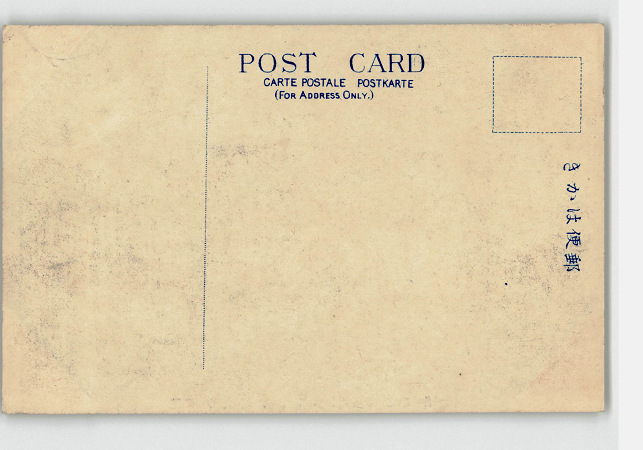 POST CARD
CARTE POSTALE POSTKARTE
(FOR ADDRESS ONLY.)
きかは便郵